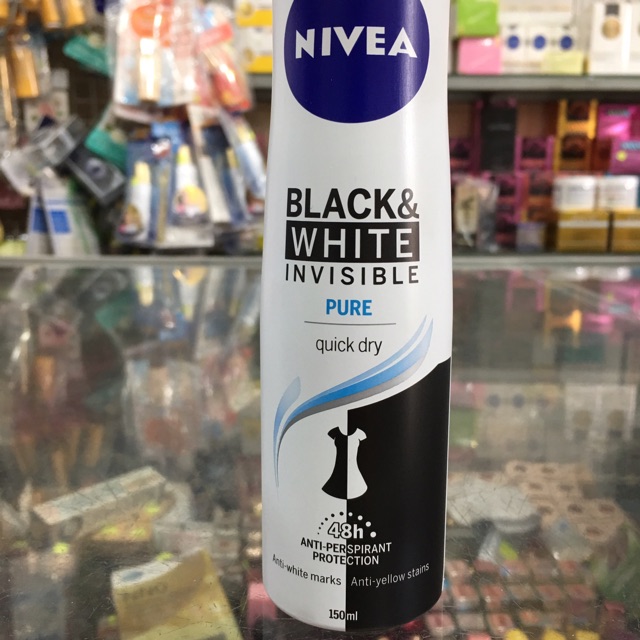 NIVEA
BLACK&
WHITE
INVISIBLE
PURE
quick dry
48h
ANTI-PERSPIRANT
PROTECTION
Anti-white marks Anti-yellow stains
150ml